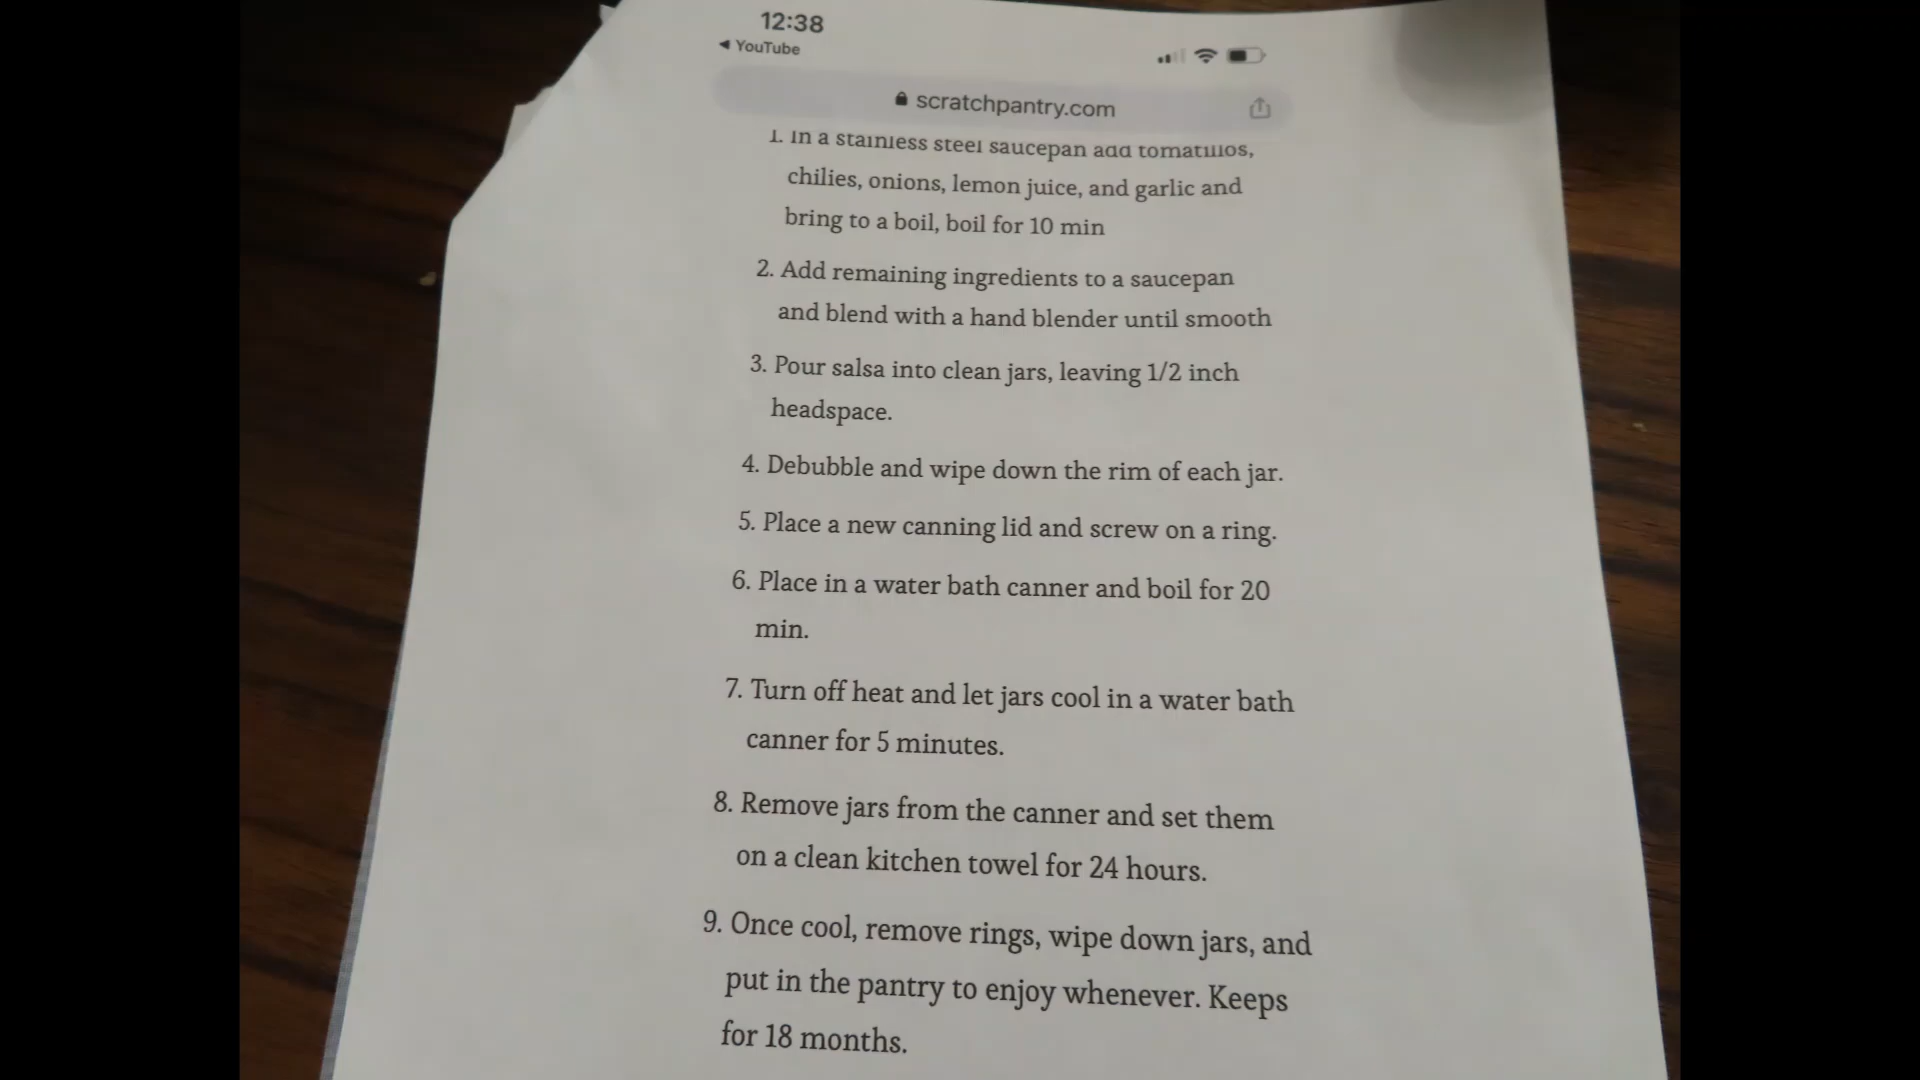 12:38
◄ YouTube
scratchpantry.com
1. In a stainless steel saucepan add tomatillos,
chilies, onions, lemon juice, and garlic and
bring to a boil, boil for 10 min
2. Add remaining ingredients to a saucepan
and blend with a hand blender until smooth
3. Pour salsa into clean jars, leaving 1/2 inch
headspace.
4. Debubble and wipe down the rim of each jar.
5. Place a new canning lid and screw on a ring.
6. Place in a water bath canner and boil for 20
min.
7. Turn off heat and let jars cool in a water bath
canner for 5 minutes.
8. Remove jars from the canner and set them
on a clean kitchen towel for 24 hours.
9. Once cool, remove rings, wipe down jars, and
put in the pantry to enjoy whenever. Keeps
for 18 months.